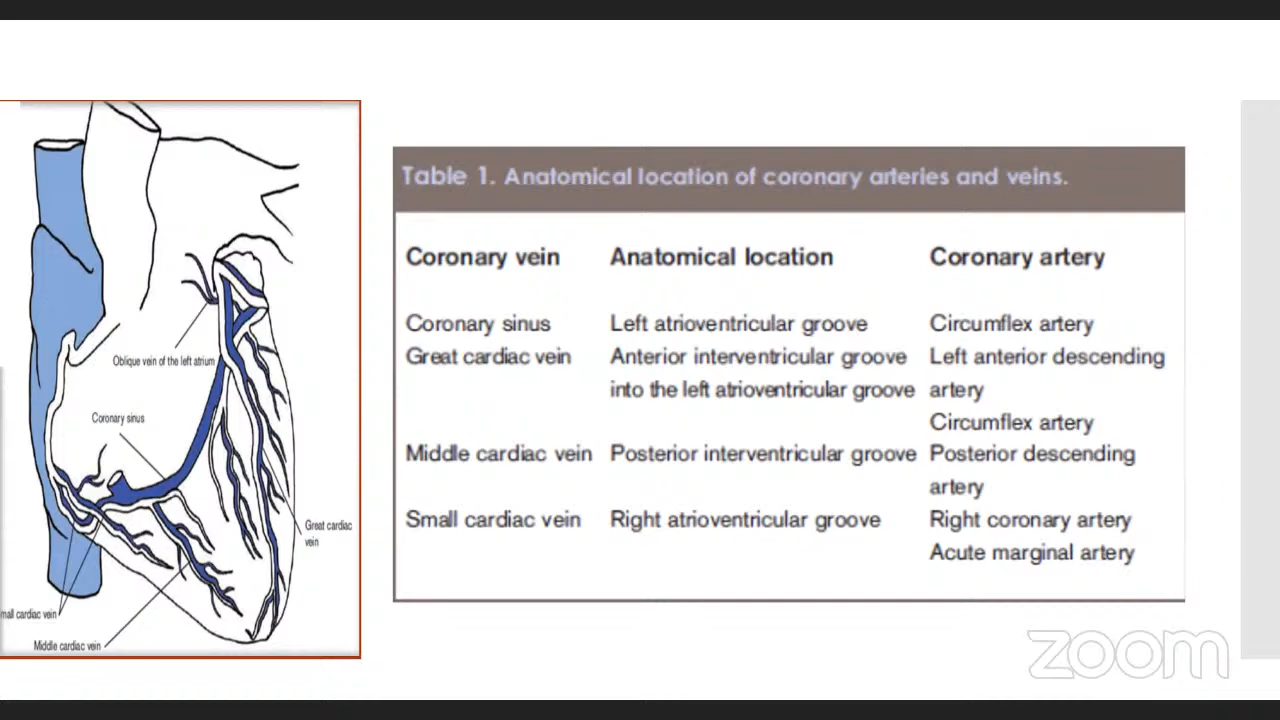 Oblique vein of the left atrium
Coronary sinus
Great cardiac
vein
mall cardiac vein
Middle cardiac vein
Table 1. Anatomical location of coronary arteries and veins.
Coronary vein Anatomical location Coronary artery
Coronary sinus Left atrioventricular groove Circumflex artery
Great cardiac vein Anterior interventricular groove Left anterior descending
into the left atrioventricular groove artery
Circumflex artery
Middle cardiac vein Posterior interventricular groove Posterior descending
artery
Small cardiac vein Right atrioventricular groove Right coronary artery
Acute marginal artery
zoom